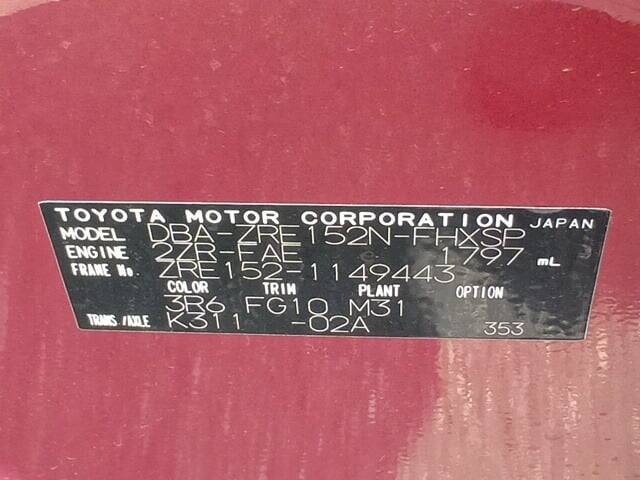 TOYOTA MOTOR CORPORATION JAPAN
MODEL DBA-ZRE152N-FHXSP
ENGINE 2ZR-FAE 1797 mL
FRAME No. ZRE152-1149443
COLOR TRIM PLANT OPTION
3R6 FG10 M31
TRANS./AXLE K311 -02A 353